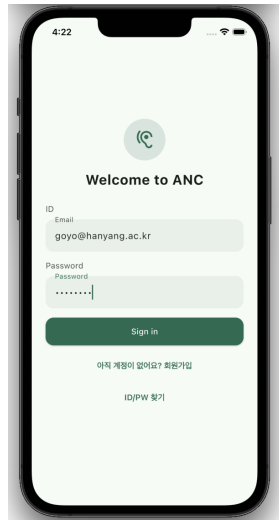 4:22
Welcome to ANC
ID
Email
goyo@hanyang.ac.kr
Password
Password
........
Sign in
아직 계정이 없어요? 회원가입
ID/PW 찾기